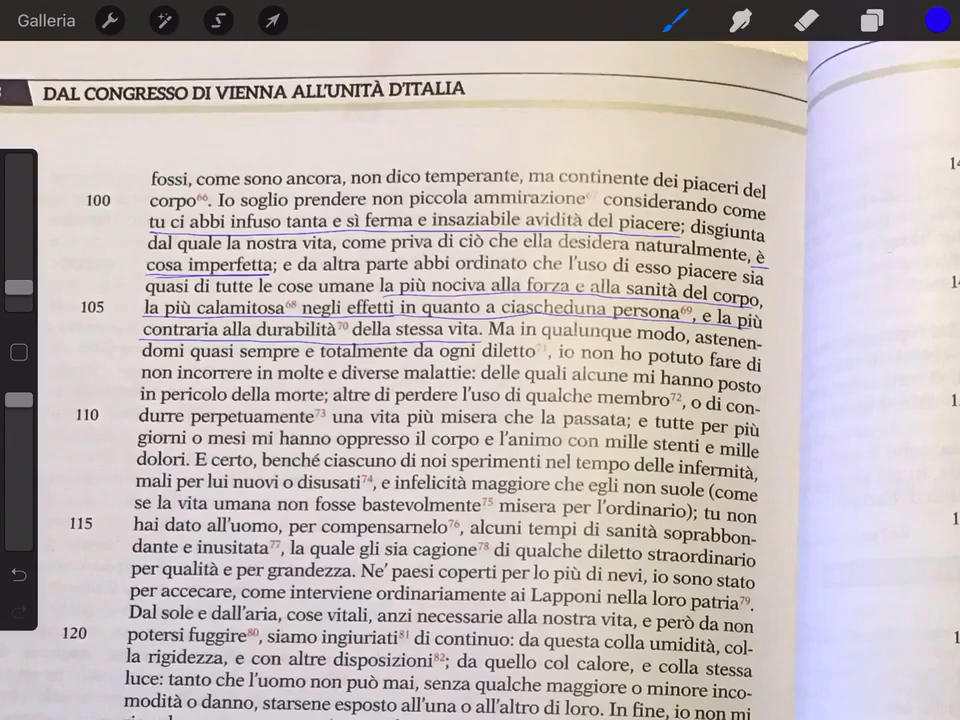 Galleria
DAL CONGRESSO DI VIENNA ALL'UNITÀ D'ITALIA
fossi, come sono ancora, non dico temperante, ma continente dei piaceri del
100 corpo66. Io soglio prendere non piccola ammirazione67 considerando come
tu ci abbi infuso tanta e sì ferma e insaziabile avidità del piacere; disgiunta
dal quale la nostra vita, come priva di ciò che ella desidera naturalmente, è
cosa imperfetta; e da altra parte abbi ordinato che l'uso di esso piacere sia
quasi di tutte le cose umane la più nociva alla forza e alla sanità del corpo,
105 la più calamitosa68 negli effetti in quanto a ciascheduna persona69, e la più
contraria alla durabilità70 della stessa vita. Ma in qualunque modo, astenen-
domi quasi sempre e totalmente da ogni diletto71, io non ho potuto fare di
non incorrere in molte e diverse malattie: delle quali alcune mi hanno posto
in pericolo della morte; altre di perdere l'uso di qualche membro72, o di con-
110 durre perpetuamente73 una vita più misera che la passata; e tutte per più
giorni o mesi mi hanno oppresso il corpo e l'animo con mille stenti e mille
dolori. E certo, benché ciascuno di noi sperimenti nel tempo delle infermità,
mali per lui nuovi o disusati74, e infelicità maggiore che egli non suole (come
se la vita umana non fosse bastevolmente75 misera per l'ordinario); tu non
115 hai dato all'uomo, per compensarnelo76, alcuni tempi di sanità soprabbon-
dante e inusitata77, la quale gli sia cagione78 di qualche diletto straordinario
per qualità e per grandezza. Ne' paesi coperti per lo più di nevi, io sono stato
per accecare, come interviene ordinariamente ai Lapponi nella loro patria79.
Dal sole e dall'aria, cose vitali, anzi necessarie alla nostra vita, e però da non
120 potersi fuggire80, siamo ingiuriati81 di continuo: da questa colla umidità, col-
la rigidezza, e con altre disposizioni82; da quello col calore, e colla stessa
luce: tanto che l'uomo non può mai, senza qualche maggiore o minore inco-
modità o danno, starsene esposto all'una o all'altro di loro. In fine, io non mi